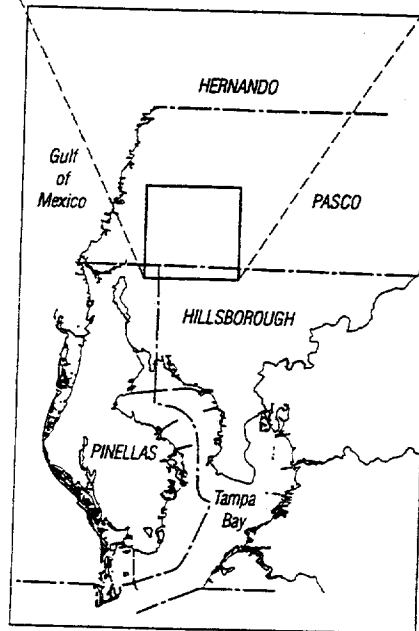 HERNANDO
Gulf
of
Mexico
PASCO
HILLSBOROUGH
PINELLAS
Tampa
Bay